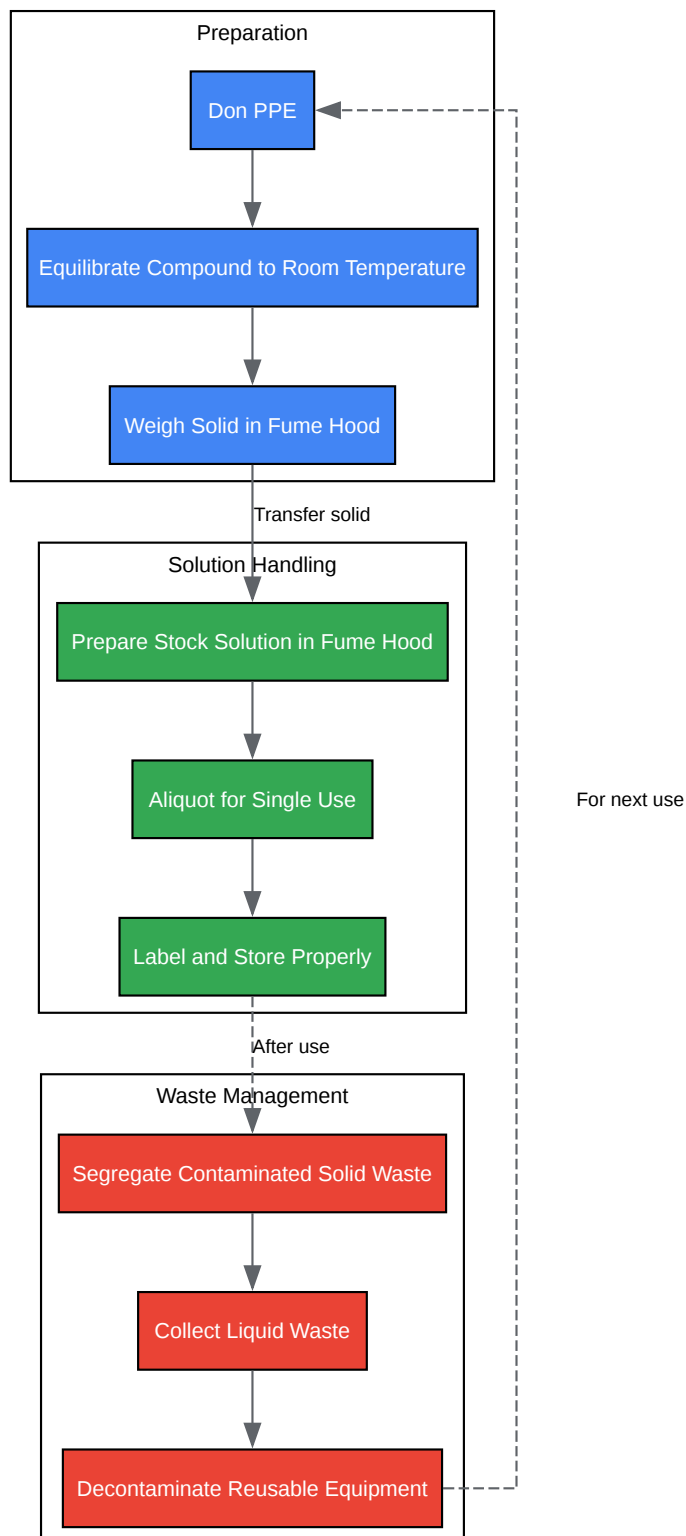 Preparation
Don PPE
Equilibrate Compound to Room Temperature
Weigh Solid in Fume Hood
Transfer solid
Solution Handling
Prepare Stock Solution in Fume Hood
Aliquot for Single Use
For next use
Label and Store Properly
After use
Waste Management
Segregate Contaminated Solid Waste
Collect Liquid Waste
Decontaminate Reusable Equipment